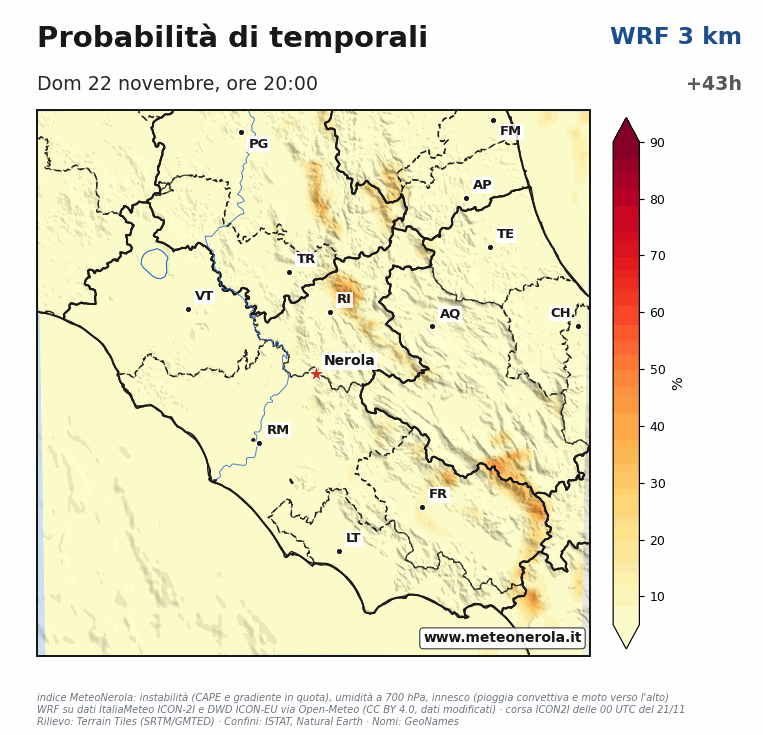 Probabilità di temporali
WRF 3 km
Dom 22 novembre, ore 20:00
+43h
FM
PG
AP
TE
TR
VT
RI
AQ
CH
Nerola
RM
FR
LT
www.meteonerola.it
90
80
70
60
50
40
30
20
10
%
indice MeteoNerola: instabilità (CAPE e gradiente in quota), umidità a 700 hPa, innesco (pioggia convettiva e moto verso l'alto)
WRF su dati ItaliaMeteo ICON-2I e DWD ICON-EU via Open-Meteo (CC BY 4.0, dati modificati) · corsa ICON2I delle 00 UTC del 21/11
Rilievo: Terrain Tiles (SRTM/GMTED) · Confini: ISTAT, Natural Earth · Nomi: GeoNames